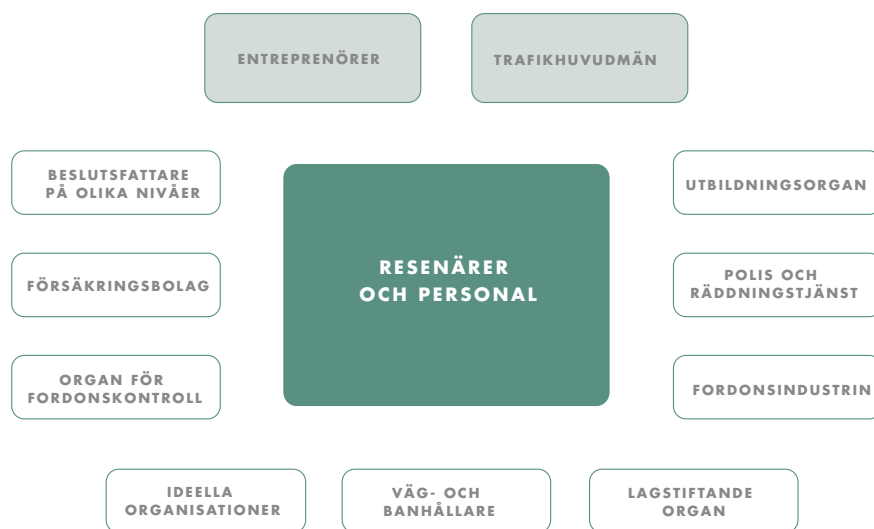 ENTREPRENÖRER
TRAFIKHUVUDMÄN
BESLUTSFATTARE
PÅ OLIKA NIVÅER
UTBILDNINGSORGAN
RESENÄRER
OCH PERSONAL
FÖRSÄKRINGSBOLAG
POLIS OCH
RÄDDNINGSTJÄNST
ORGAN FÖR
FORDONSKONTROLL
FORDONSINDUSTRIN
IDEELLA
ORGANISATIONER
VÄG- OCH
BANHÅLLARE
LAGSTIFTANDE
ORGAN